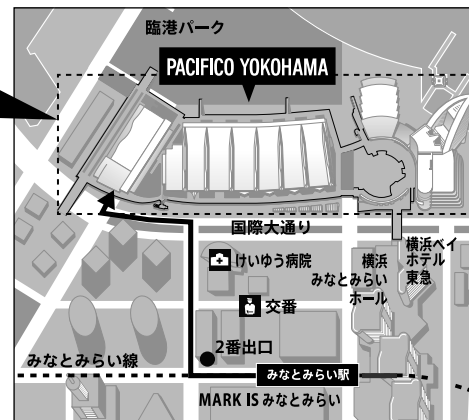 臨港パーク
PACIFICO YOKOHAMA
国際大通り
けいゆう病院
横浜
みなとみらい
ホール
横浜ベイ
ホテル
東急
交番
2番出口
みなとみらい線
みなとみらい駅
MARK IS みなとみらい